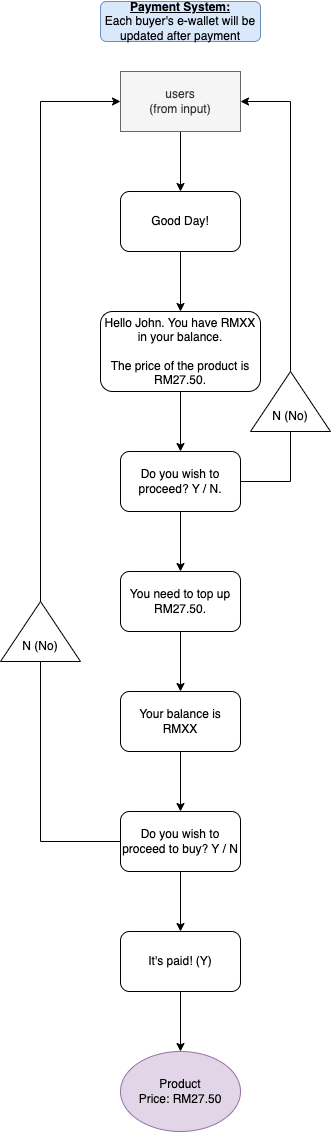 Payment System:
Each buyer's e-wallet will be
updated after payment
users
(from input)
Good Day!
Hello John. You have RMXX
in your balance.
The price of the product is
RM27.50.
N (No)
Do you wish to
proceed? Y / N.
You need to top up
RM27.50.
N (No)
Your balance is
RMXX
Do you wish to
proceed to buy? Y / N
It's paid! (Y)
Product
Price: RM27.50